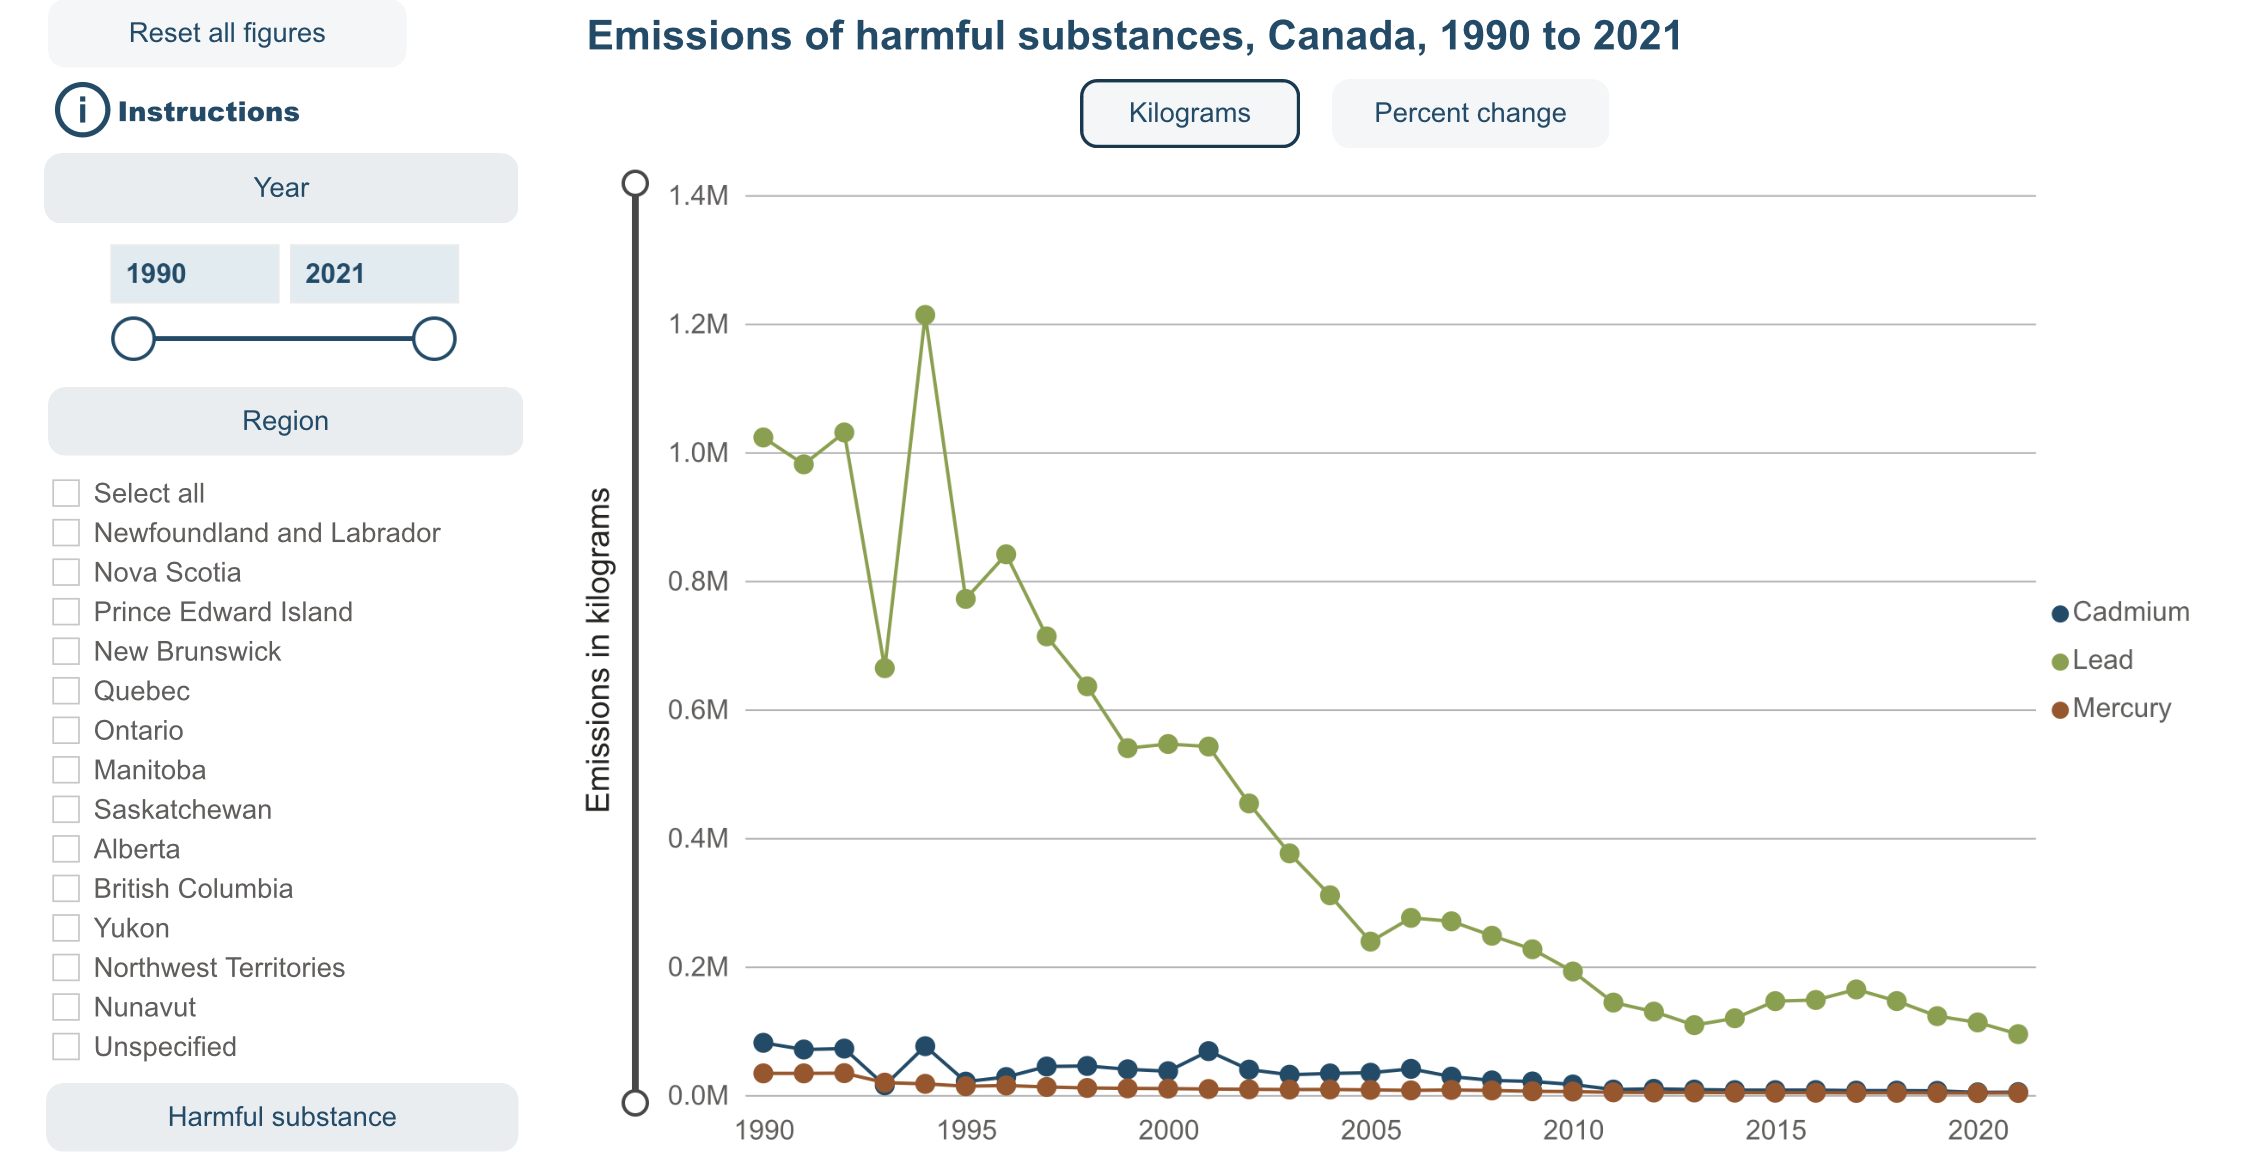 Reset all figures
Emissions of harmful substances, Canada, 1990 to 2021
Instructions
Kilograms
Percent change
Year
1990
2021
Region
Select all
Newfoundland and Labrador
Nova Scotia
Prince Edward Island
New Brunswick
Quebec
Ontario
Manitoba
Saskatchewan
Alberta
British Columbia
Yukon
Northwest Territories
Nunavut
Unspecified
Harmful substance
Emissions in kilograms
1.4M
1.2M
1.0M
0.8M
0.6M
0.4M
0.2M
0.0M
1990
1995
2000
2005
2010
2015
2020
Cadmium
Lead
Mercury